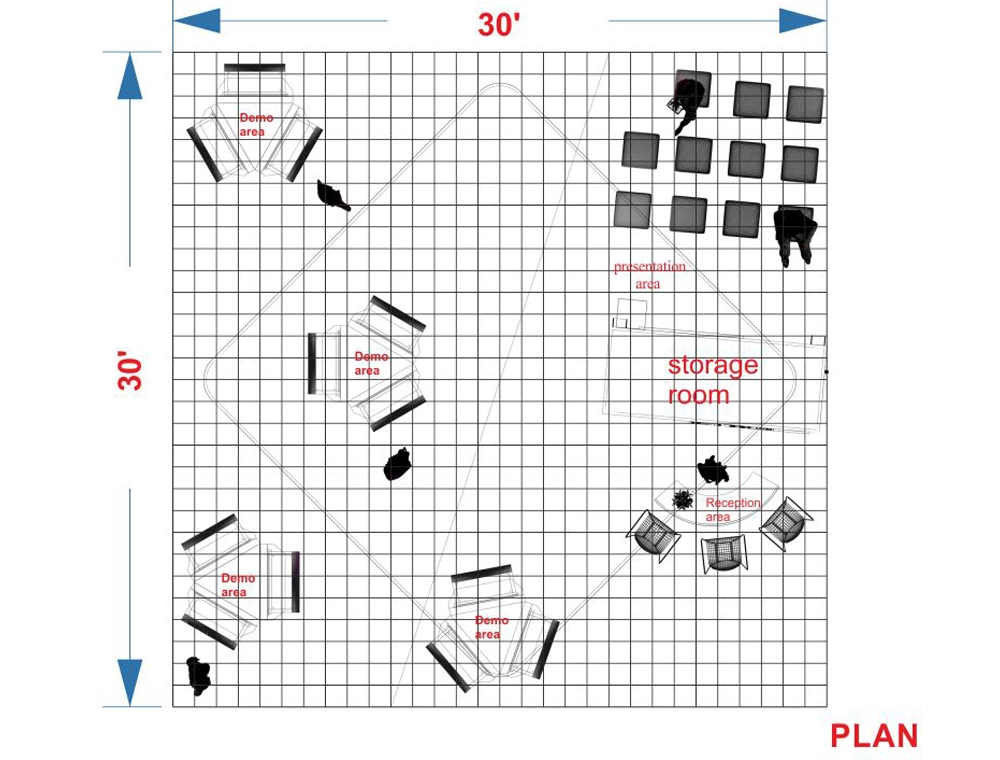 30'
Demo
area
presentation
area
30'
Demo
area
storage
room
Reception
area
Demo
area
Demo
area
PLAN